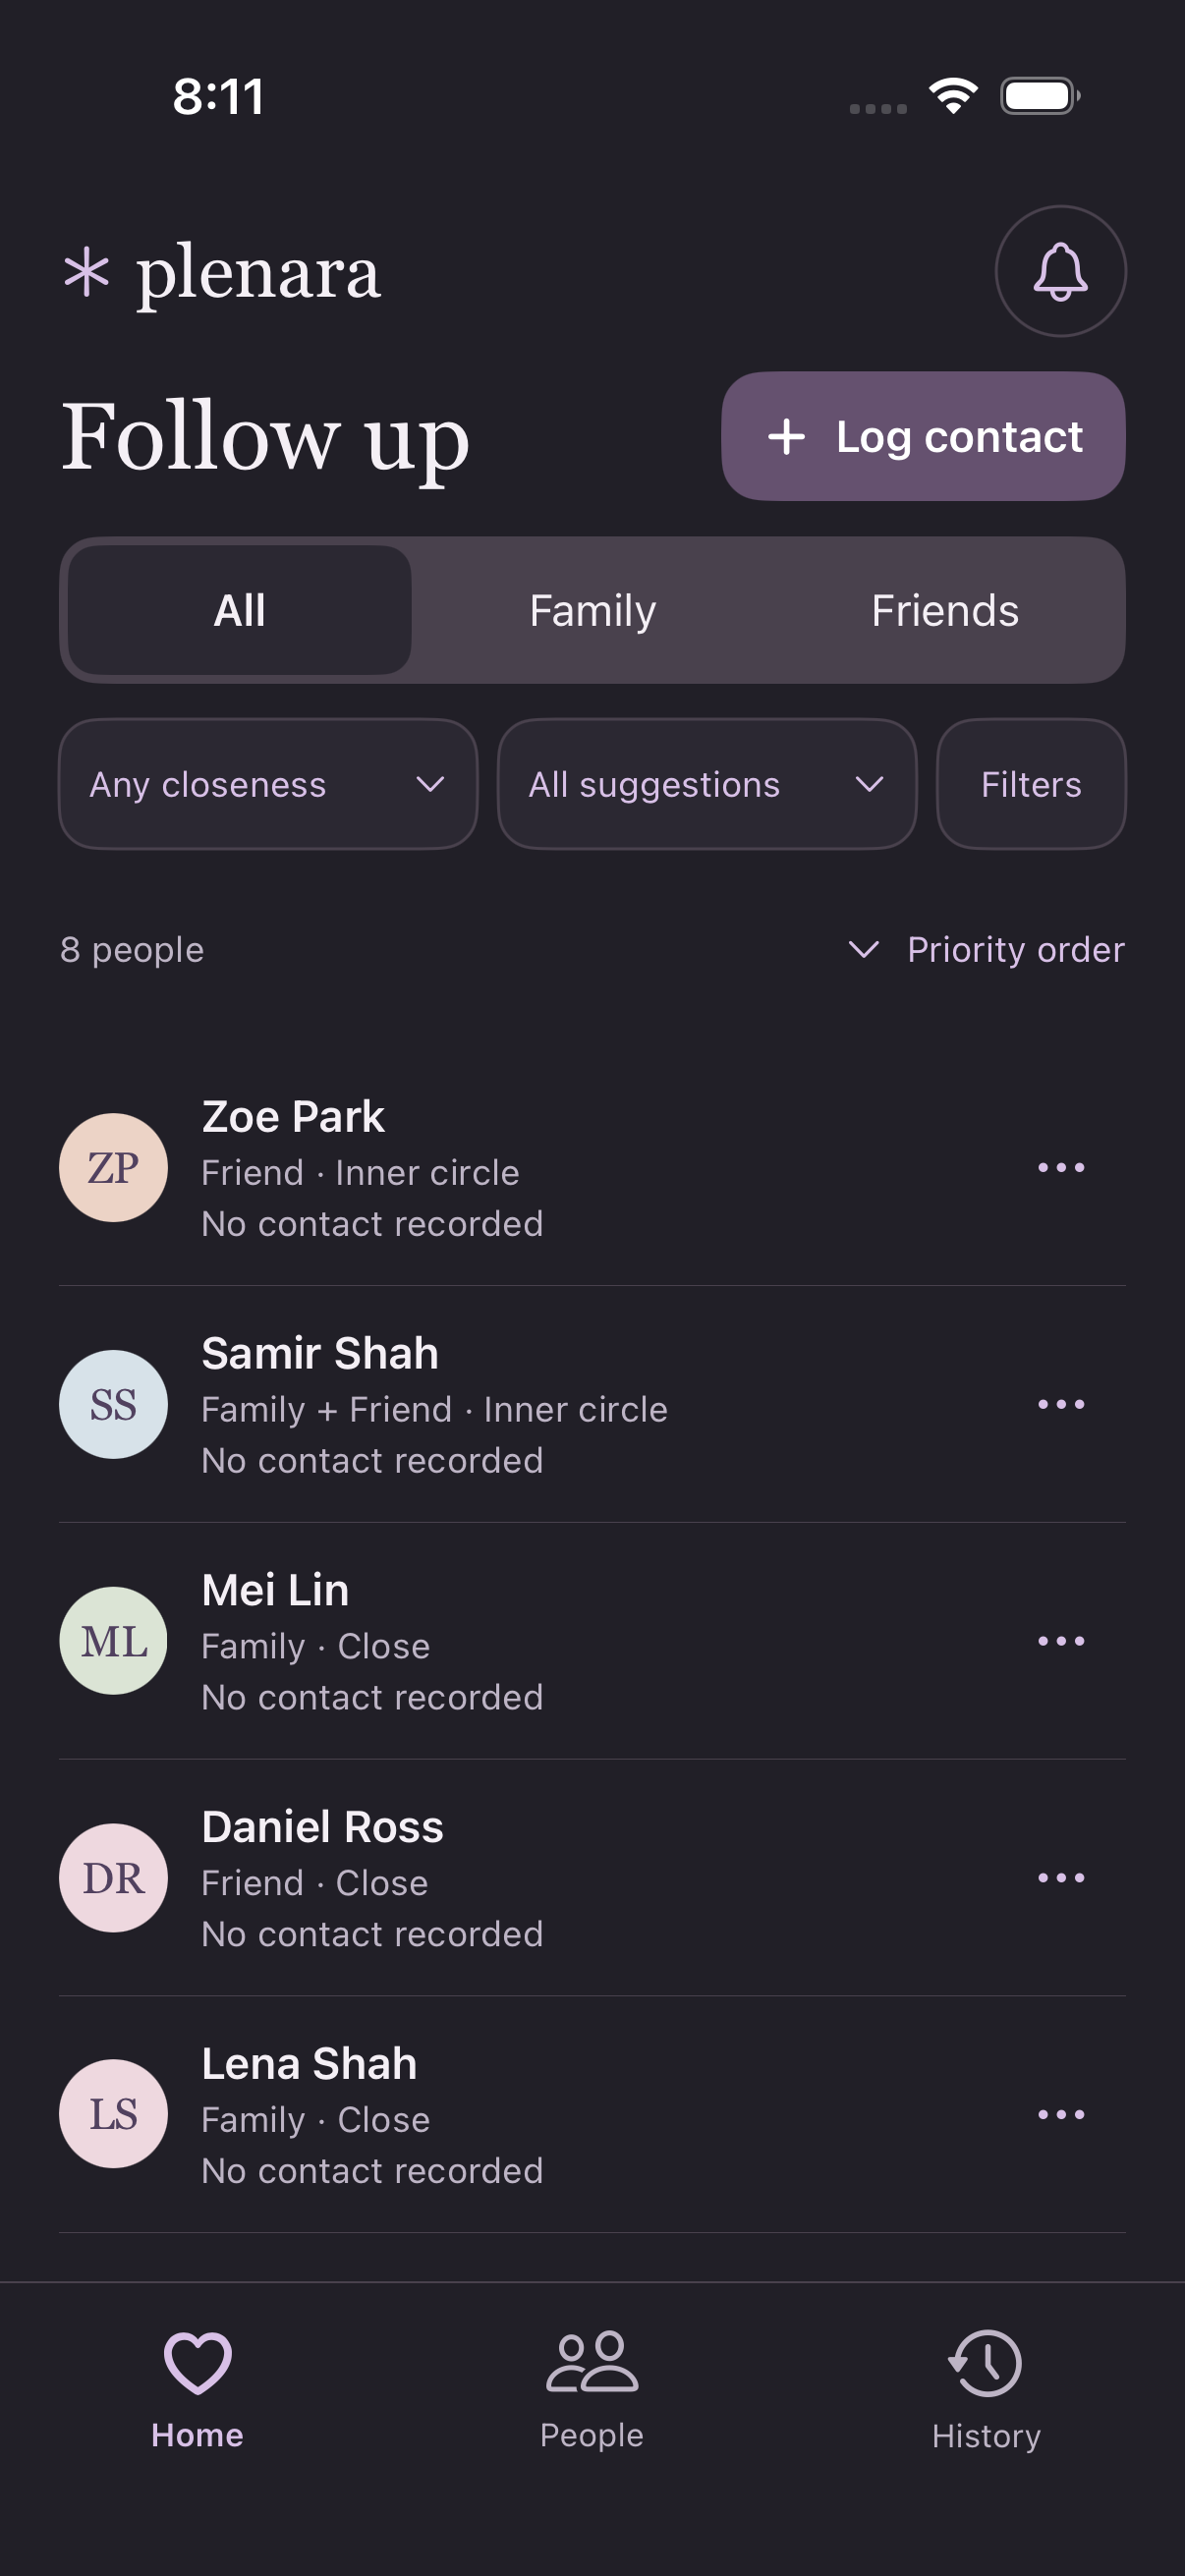 8:11
plenara
Follow up
+ Log contact
All Family Friends
Any closeness All suggestions Filters
8 people Priority order
ZP
Zoe Park
Friend · Inner circle
No contact recorded
SS
Samir Shah
Family + Friend · Inner circle
No contact recorded
ML
Mei Lin
Family · Close
No contact recorded
DR
Daniel Ross
Friend · Close
No contact recorded
LS
Lena Shah
Family · Close
No contact recorded
Home People History